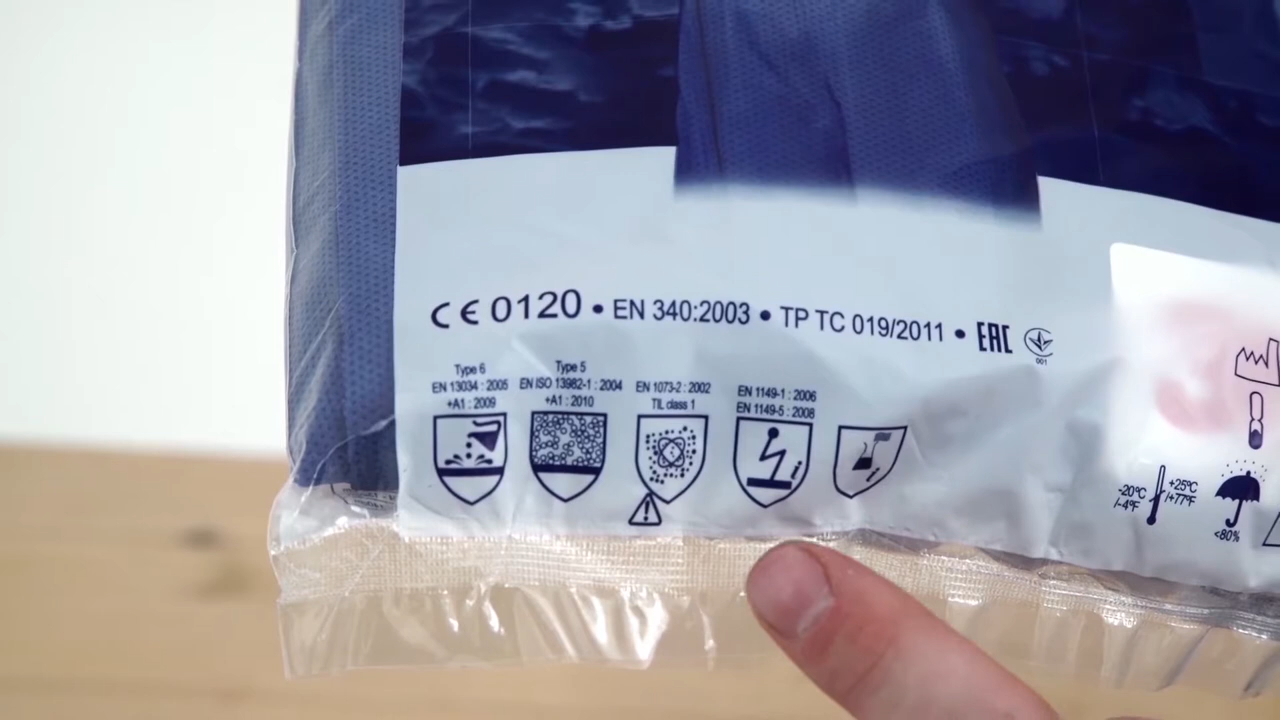 CE 0120 • EN 340:2003 • TP TC 019/2011 • EAC
001
Type 6
EN 13034 : 2005
+A1 : 2009
Type 5
EN ISO 13982-1 : 2004
+A1 : 2010
EN 1073-2 : 2002
TIL class 1
EN 1149-1 : 2006
EN 1149-5 : 2008
-20°C
/-4°F
+25°C
/+77°F
<80%